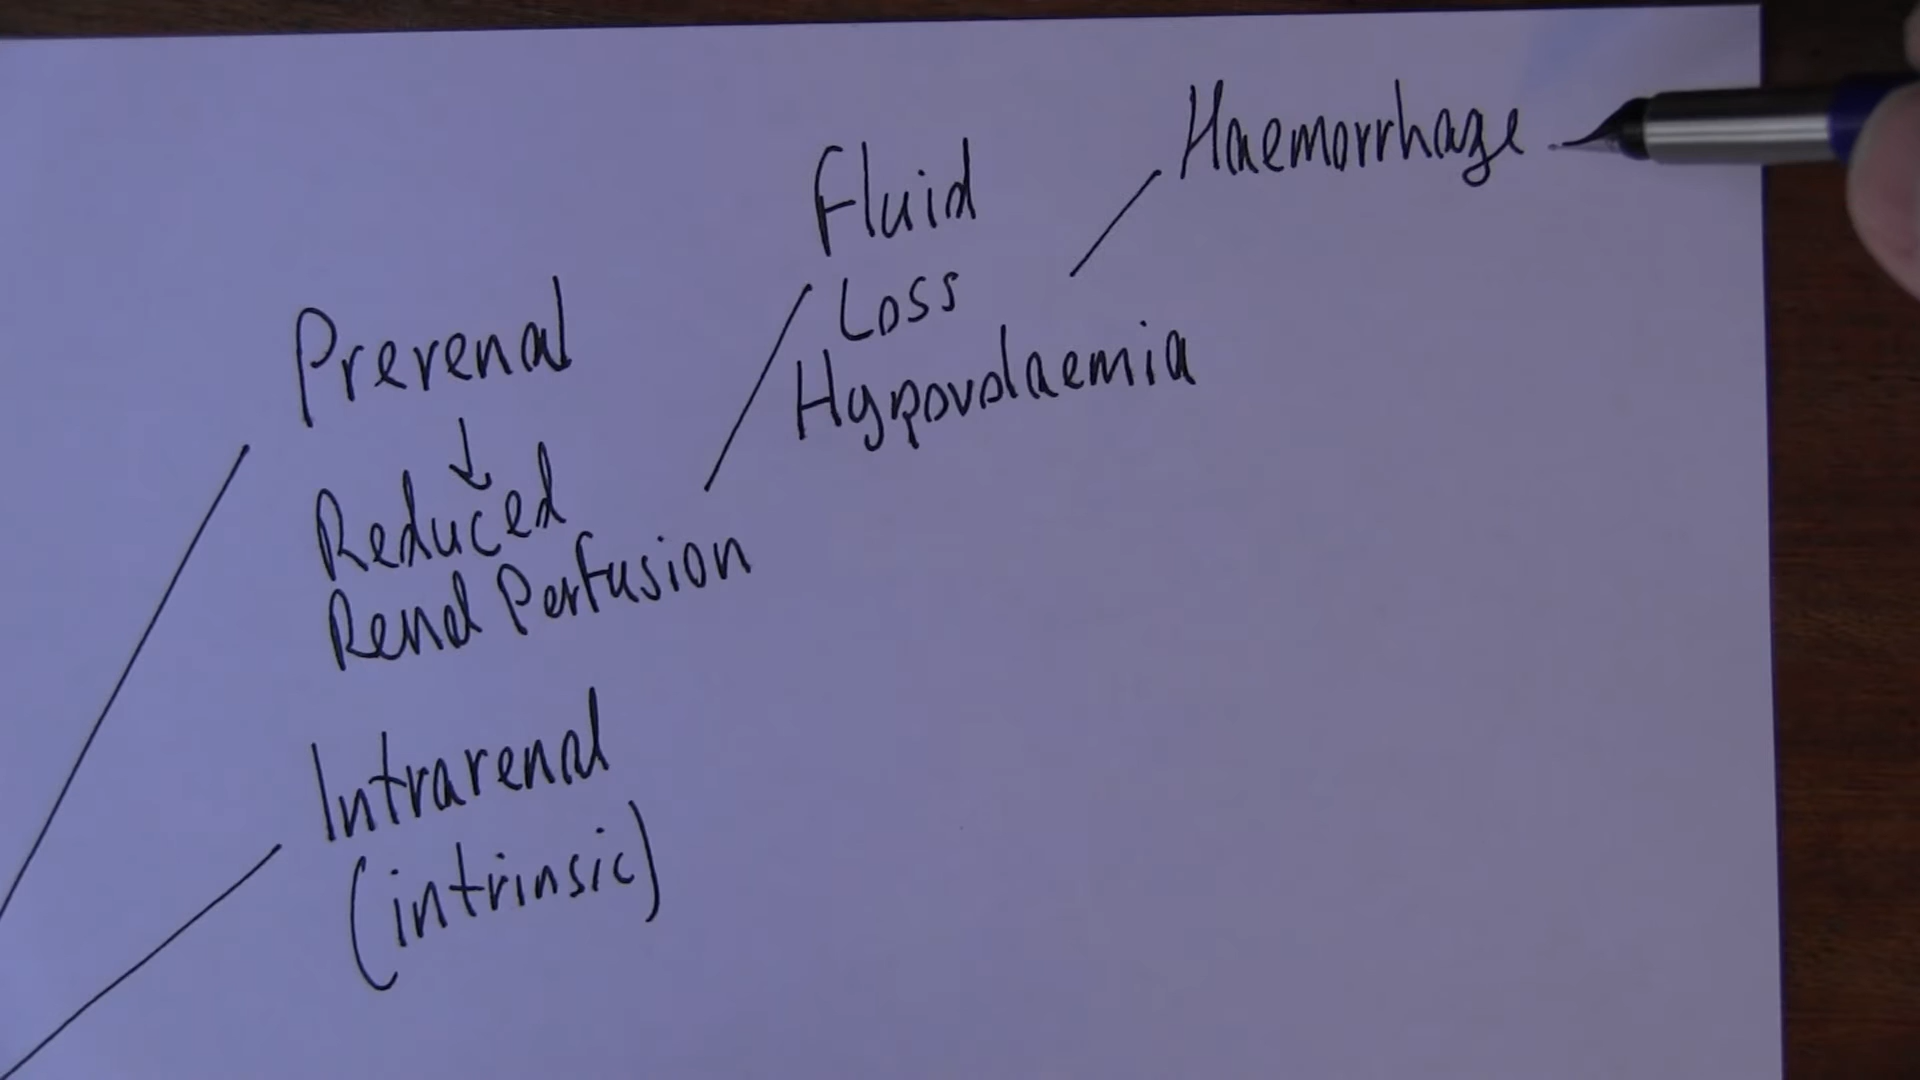 Haemorrhage
Fluid
Loss
Hypovolaemia
Prerenal
↓
Reduced
Renal Perfusion
Intrarenal
(intrinsic)